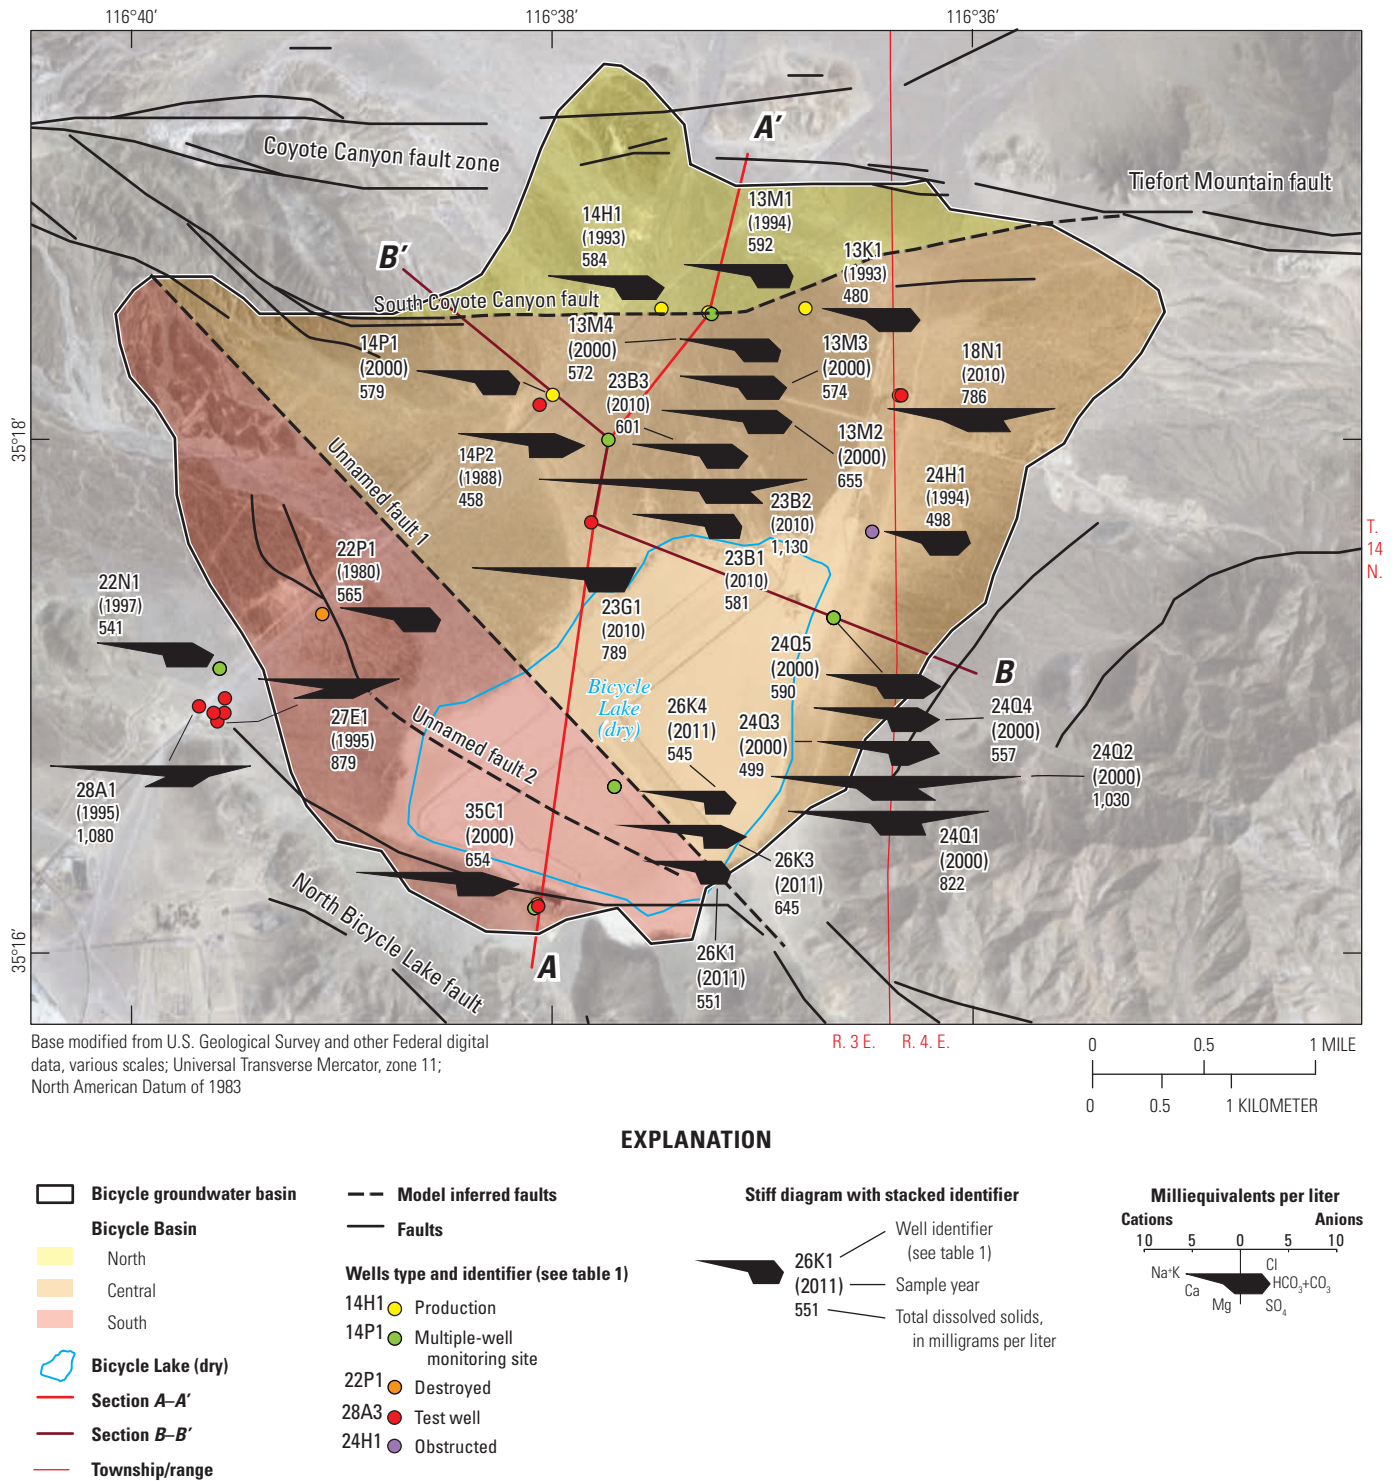 116°40′
116°38′
116°36′
A′
Coyote Canyon fault zone
Tiefort Mountain fault
13M1
(1994)
592
14H1
(1993)
584
13K1
(1993)
480
B′
South Coyote Canyon fault
13M4
(2000)
572
13M3
(2000)
574
14P1
(2000)
579
18N1
(2010)
786
23B3
(2010)
601
13M2
(2000)
655
35°18′
Unnamed fault 1
14P2
(1988)
458
24H1
(1994)
498
23B2
(2010)
1,130
T.
14
N.
22P1
(1980)
565
23B1
(2010)
581
22N1
(1997)
541
23G1
(2010)
789
24Q5
(2000)
590
B
Bicycle
Lake
(dry)
26K4
(2011)
545
24Q3
(2000)
499
24Q4
(2000)
557
27E1
(1995)
879
Unnamed fault 2
24Q2
(2000)
1,030
28A1
(1995)
1,080
35C1
(2000)
654
24Q1
(2000)
822
26K3
(2011)
645
North Bicycle Lake fault
26K1
(2011)
551
35°16′
A
Base modified from U.S. Geological Survey and other Federal digital
data, various scales; Universal Transverse Mercator, zone 11;
North American Datum of 1983
R. 3 E.
R. 4. E.
0 0.5 1 MILE
0 0.5 1 KILOMETER
EXPLANATION
Bicycle groundwater basin
Bicycle Basin
North
Central
South
Bicycle Lake (dry)
Section A–A′
Section B–B′
Township/range
Model inferred faults
Faults
Wells type and identifier (see table 1)
14H1 Production
14P1 Multiple-well
monitoring site
22P1 Destroyed
28A3 Test well
24H1 Obstructed
Stiff diagram with stacked identifier
Well identifier
(see table 1)
26K1
(2011)
Sample year
551
Total dissolved solids,
in milligrams per liter
Milliequivalents per liter
Cations Anions
10 5 0 5 10
Na+K Cl
Ca HCO₃+CO₃
Mg SO₄